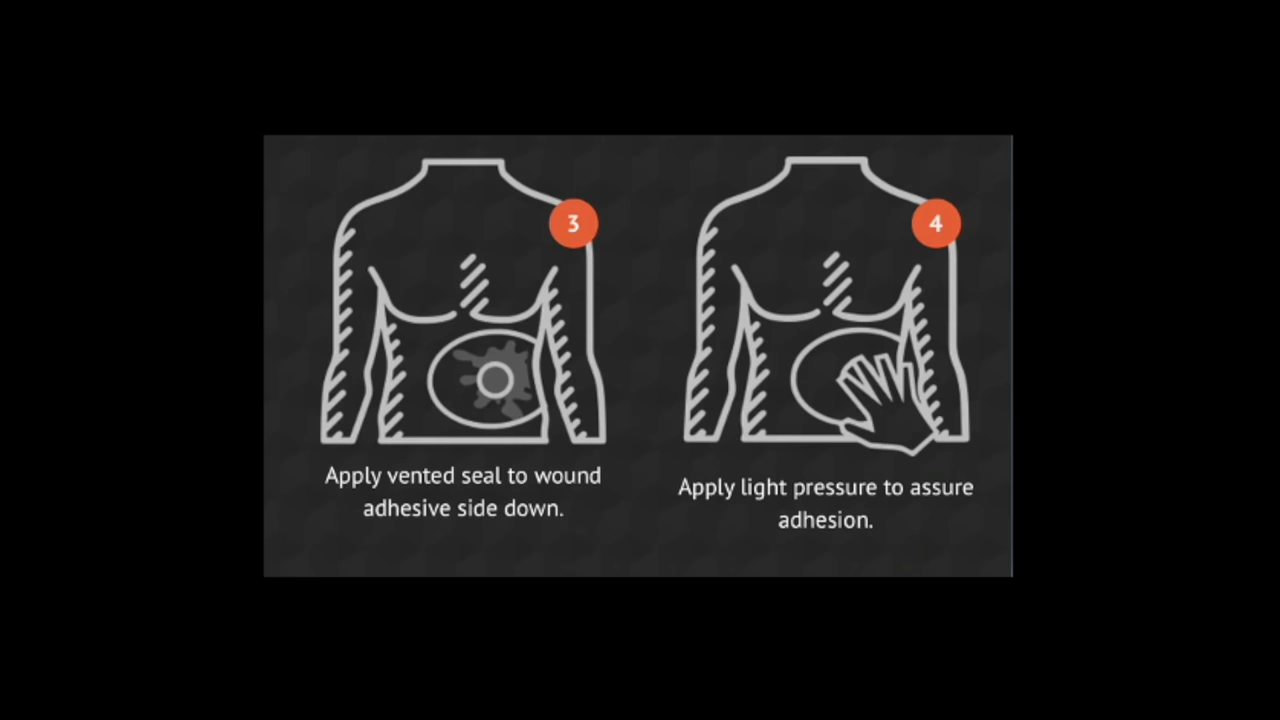 3
Apply vented seal to wound
adhesive side down.
4
Apply light pressure to assure
adhesion.